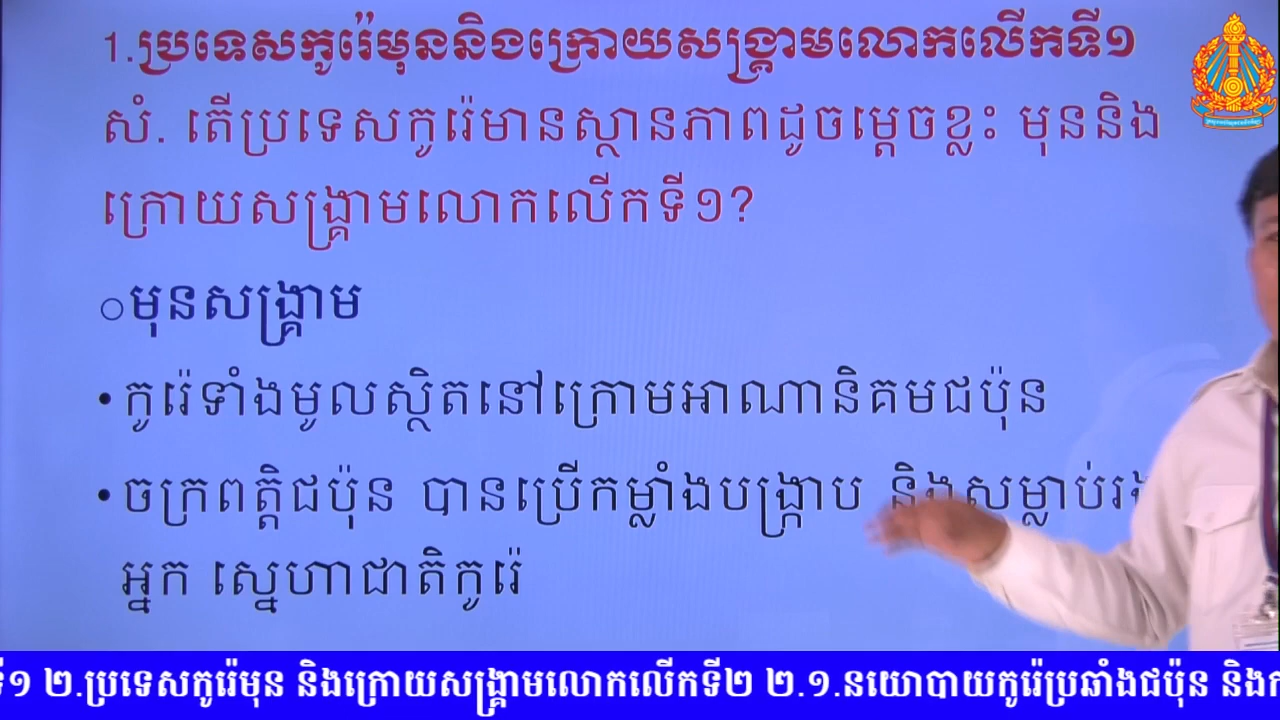 1.ប្រទេសកូរ៉េមុននិងក្រោយសង្គ្រាមលោកលើកទី១
សំ. តើប្រទេសកូរ៉េមានស្ថានភាពដូចម្តេចខ្លះ មុននិង
ក្រោយសង្គ្រាមលោកលើកទី១?
○មុនសង្គ្រាម
•កូរ៉េទាំងមូលស្ថិតនៅក្រោមអាណានិគមជប៉ុន
•ចក្រពត្តិជប៉ុន បានប្រើកម្លាំងបង្ក្រាប និងសម្លាប់រង
អ្នក ស្នេហាជាតិកូរ៉េ
ទី១ ២.ប្រទេសកូរ៉េមុន និងក្រោយសង្គ្រាមលោកលើកទី២ ២.១.នយោបាយកូរ៉េប្រឆាំងជប៉ុន និង